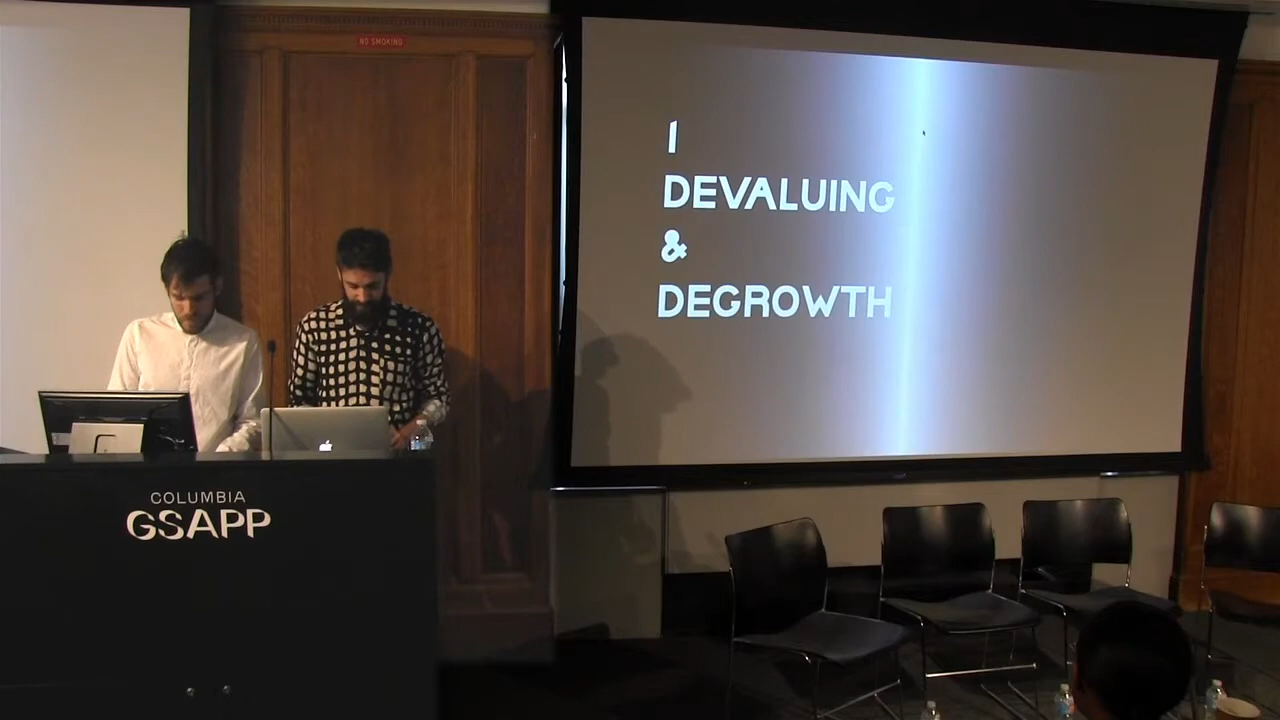 NO SMOKING
I
DEVALUING
&
DEGROWTH
COLUMBIA
GSAPP